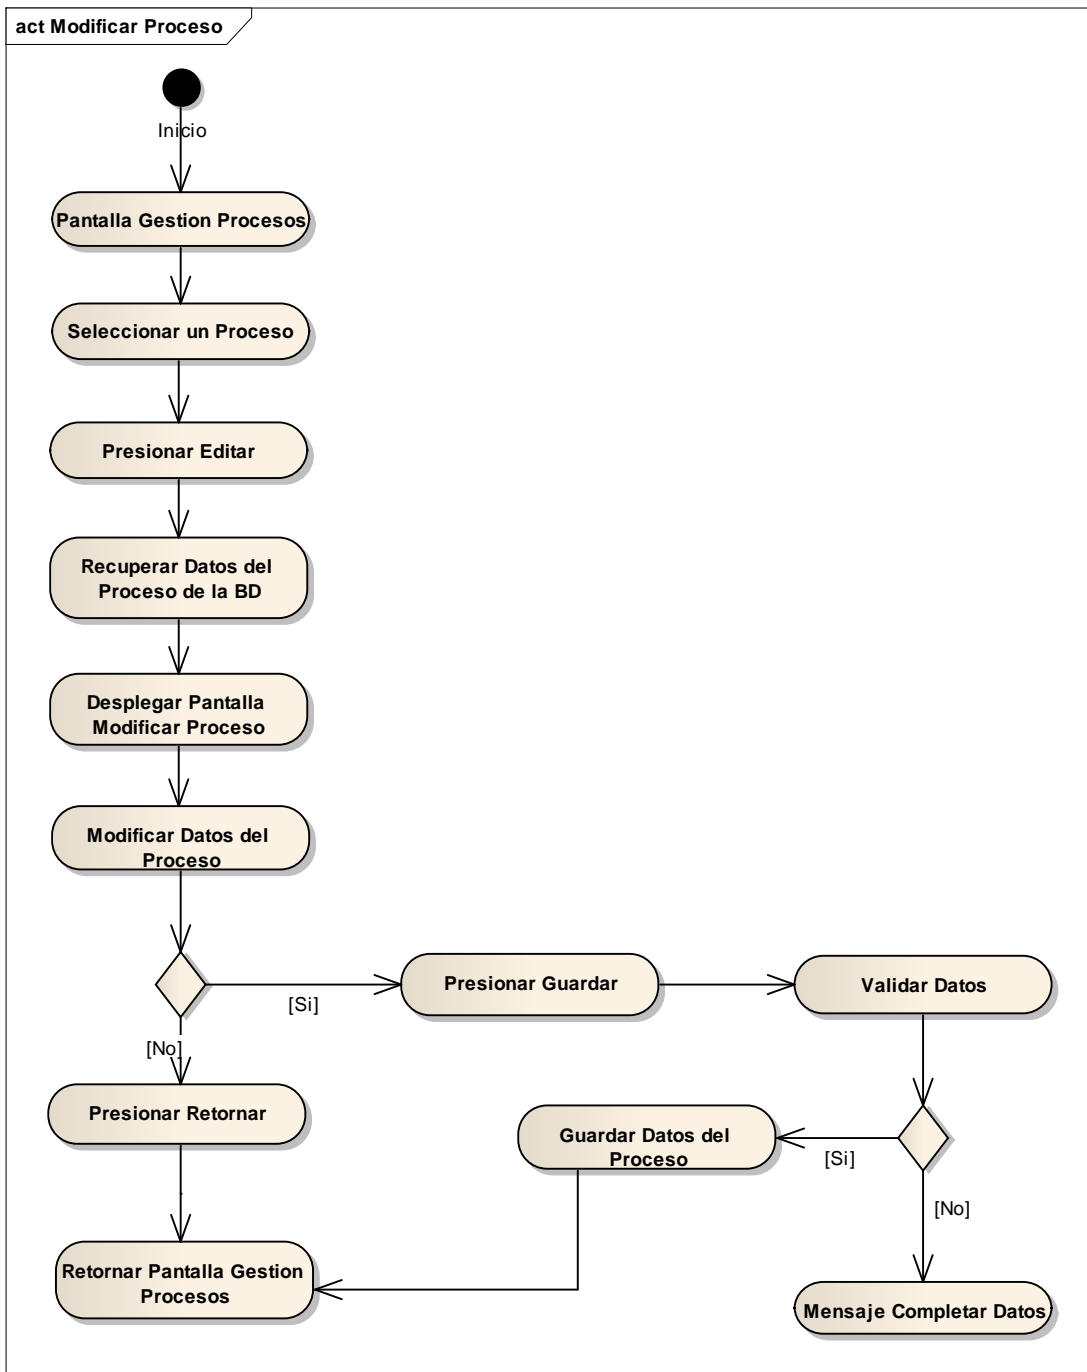 act Modificar Proceso
Inicio
Pantalla Gestion Procesos
Seleccionar un Proceso
Presionar Editar
Recuperar Datos del
Proceso de la BD
Desplegar Pantalla
Modificar Proceso
Modificar Datos del
Proceso
[Si]
Presionar Guardar
Validar Datos
[No]
Presionar Retornar
Guardar Datos del
Proceso
[Si]
[No]
Retornar Pantalla Gestion
Procesos
Mensaje Completar Datos